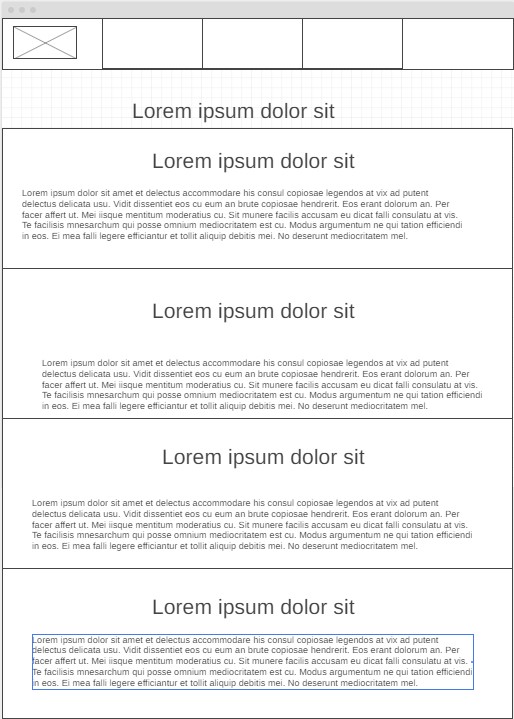 Lorem ipsum dolor sit
Lorem ipsum dolor sit
Lorem ipsum dolor sit amet et delectus accommodare his consul copiosae legendos at vix ad putent
delectus delicata usu. Vidit dissentiet eos cu eum an brute copiosae hendrerit. Eos erant dolorum an. Per
facer affert ut. Mei iisque mentitum moderatius cu. Sit munere facilis accusam eu dicat falli consulatu at vis.
Te facilisis mnesarchum qui posse omnium mediocritatem est cu. Modus argumentum ne qui tation efficiendi
in eos. Ei mea falli legere efficiantur et tollit aliquip debitis mei. No deserunt mediocritatem mel.
Lorem ipsum dolor sit
Lorem ipsum dolor sit amet et delectus accommodare his consul copiosae legendos at vix ad putent
delectus delicata usu. Vidit dissentiet eos cu eum an brute copiosae hendrerit. Eos erant dolorum an. Per
facer affert ut. Mei iisque mentitum moderatius cu. Sit munere facilis accusam eu dicat falli consulatu at vis.
Te facilisis mnesarchum qui posse omnium mediocritatem est cu. Modus argumentum ne qui tation efficiendi
in eos. Ei mea falli legere efficiantur et tollit aliquip debitis mei. No deserunt mediocritatem mel.
Lorem ipsum dolor sit
Lorem ipsum dolor sit amet et delectus accommodare his consul copiosae legendos at vix ad putent
delectus delicata usu. Vidit dissentiet eos cu eum an brute copiosae hendrerit. Eos erant dolorum an. Per
facer affert ut. Mei iisque mentitum moderatius cu. Sit munere facilis accusam eu dicat falli consulatu at vis.
Te facilisis mnesarchum qui posse omnium mediocritatem est cu. Modus argumentum ne qui tation efficiendi
in eos. Ei mea falli legere efficiantur et tollit aliquip debitis mei. No deserunt mediocritatem mel.
Lorem ipsum dolor sit
Lorem ipsum dolor sit amet et delectus accommodare his consul copiosae legendos at vix ad putent
delectus delicata usu. Vidit dissentiet eos cu eum an brute copiosae hendrerit. Eos erant dolorum an. Per
facer affert ut. Mei iisque mentitum moderatius cu. Sit munere facilis accusam eu dicat falli consulatu at vis.
Te facilisis mnesarchum qui posse omnium mediocritatem est cu. Modus argumentum ne qui tation efficiendi
in eos. Ei mea falli legere efficiantur et tollit aliquip debitis mei. No deserunt mediocritatem mel.